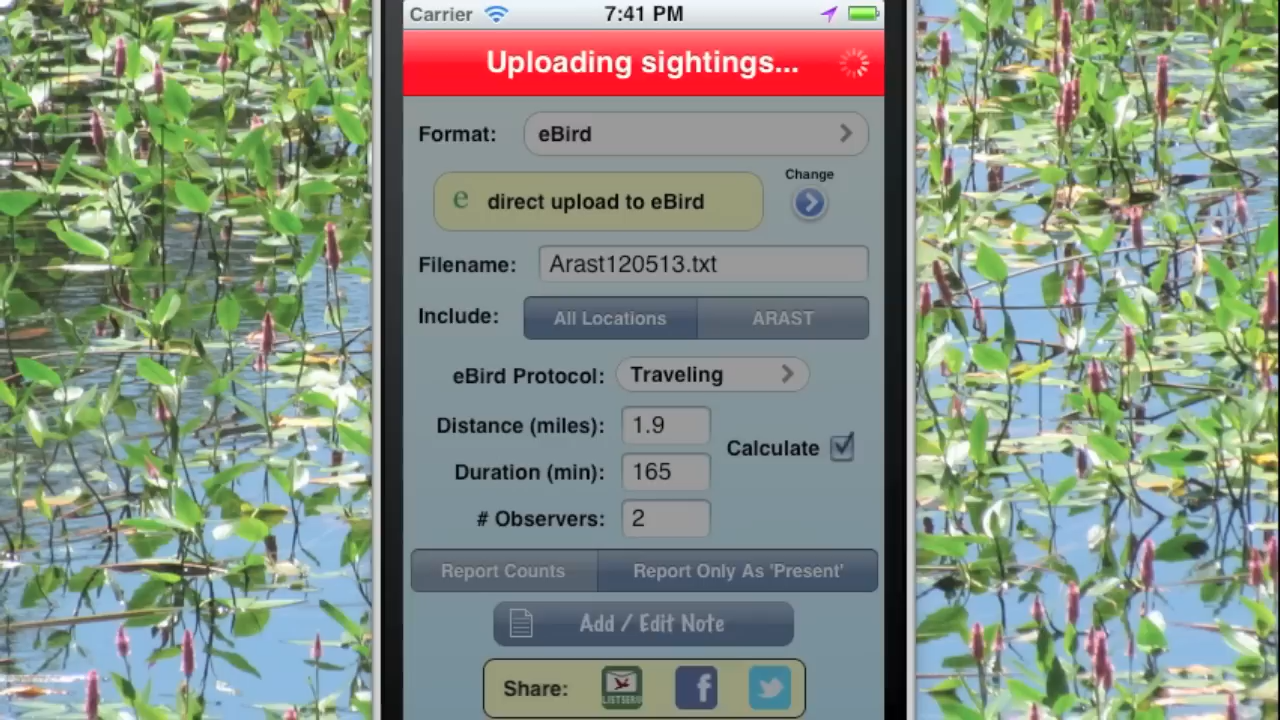 Carrier 7:41 PM
Uploading sightings...
Format: eBird
Change
e direct upload to eBird
Filename: Arast120513.txt
Include: All Locations ARAST
eBird Protocol: Traveling
Distance (miles): 1.9
Calculate
Duration (min): 165
# Observers: 2
Report Counts Report Only As 'Present'
Add / Edit Note
Share: LISTSERV f